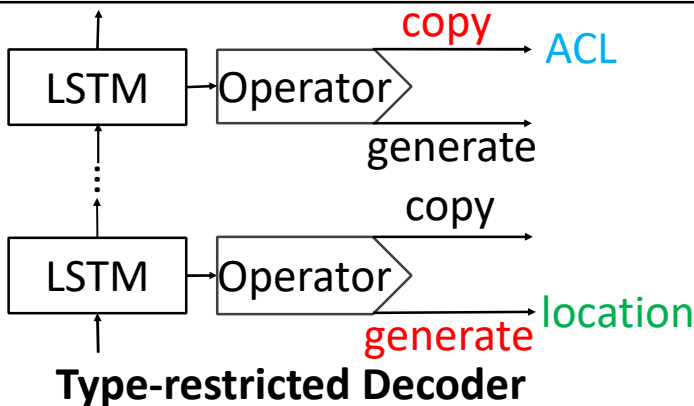 copy
ACL
LSTM
Operator
generate
...
copy
LSTM
Operator
location
generate
Type-restricted Decoder